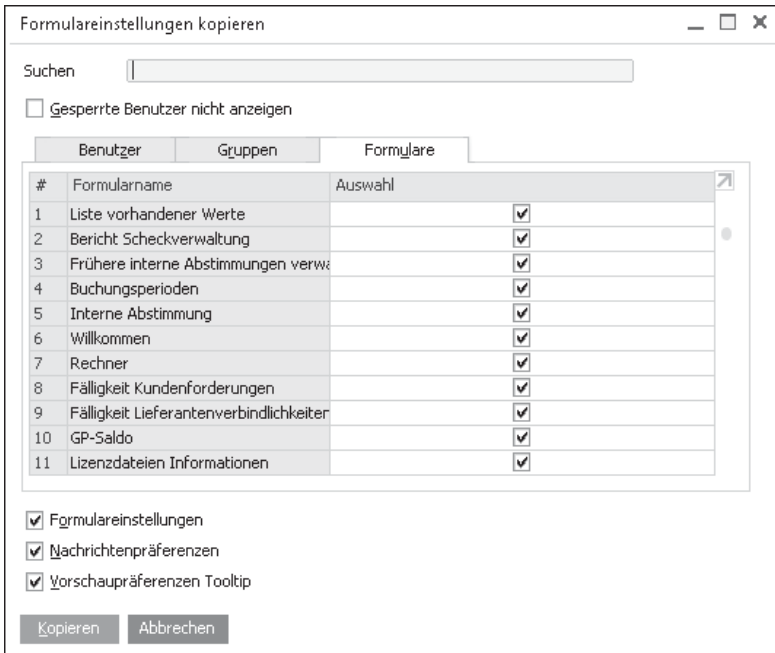 Formulareinstellungen kopieren
Suchen
Gesperrte Benutzer nicht anzeigen
Benutzer Gruppen Formulare
# Formularname Auswahl
1 Liste vorhandener Werte
2 Bericht Scheckverwaltung
3 Frühere interne Abstimmungen verwa
4 Buchungsperioden
5 Interne Abstimmung
6 Willkommen
7 Rechner
8 Fälligkeit Kundenforderungen
9 Fälligkeit Lieferantenverbindlichkeiten
10 GP-Saldo
11 Lizenzdateien Informationen
Formulareinstellungen
Nachrichtenpräferenzen
Vorschaupräferenzen Tooltip
Kopieren Abbrechen